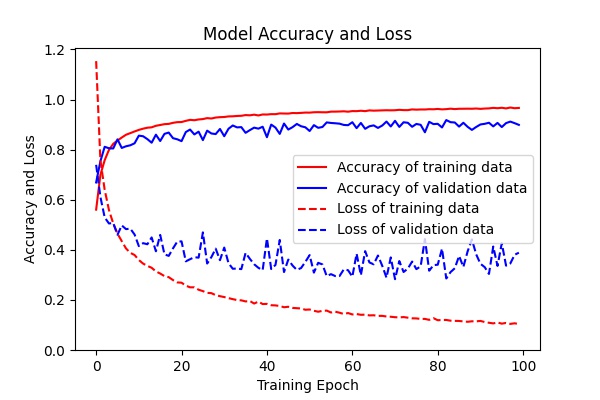 Model Accuracy and Loss
Accuracy and Loss
1.2
1.0
0.8
0.6
0.4
0.2
0.0
Accuracy of training data
Accuracy of validation data
Loss of training data
Loss of validation data
0 20 40 60 80 100
Training Epoch